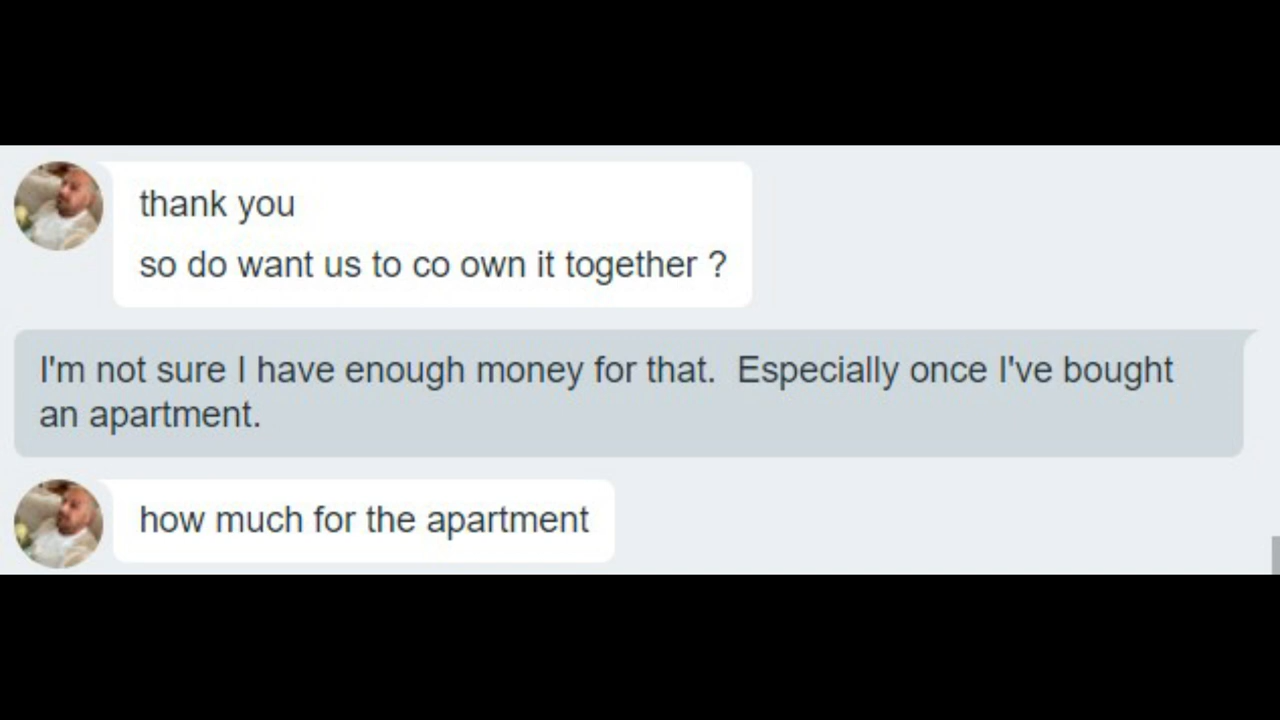 thank you
so do want us to co own it together ?
I'm not sure I have enough money for that.  Especially once I've bought
an apartment.
how much for the apartment